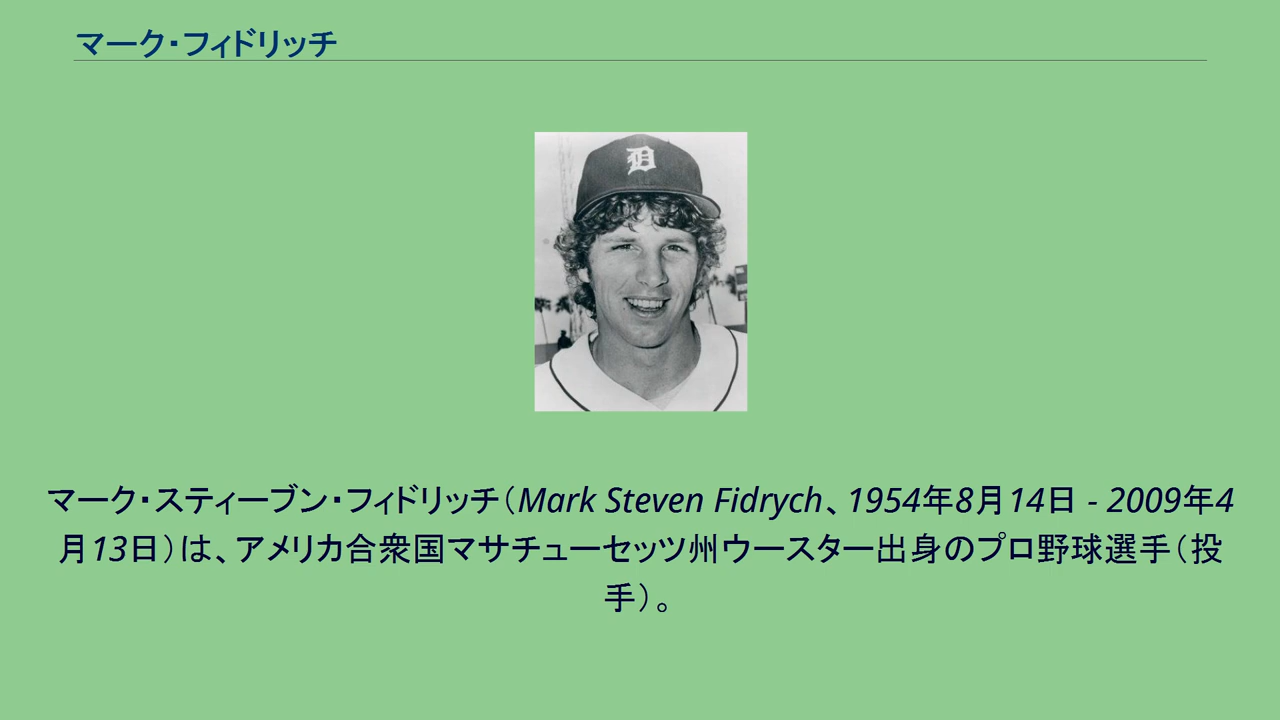 マーク・フィドリッチ
D
マーク・スティーブン・フィドリッチ（Mark Steven Fidrych、1954年8月14日 - 2009年4
月13日）は、アメリカ合衆国マサチューセッツ州ウースター出身のプロ野球選手（投
手）。